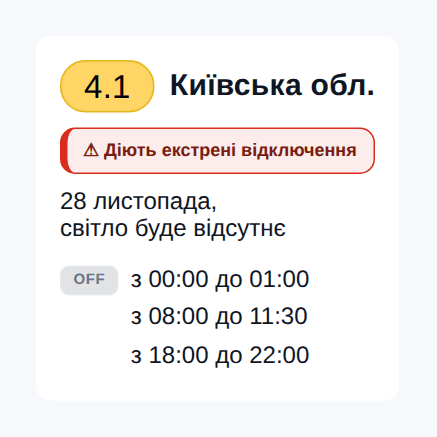 4.1 Київська обл.
⚠ Діють екстрені відключення
28 листопада,
світло буде відсутнє
OFF з 00:00 до 01:00
з 08:00 до 11:30
з 18:00 до 22:00